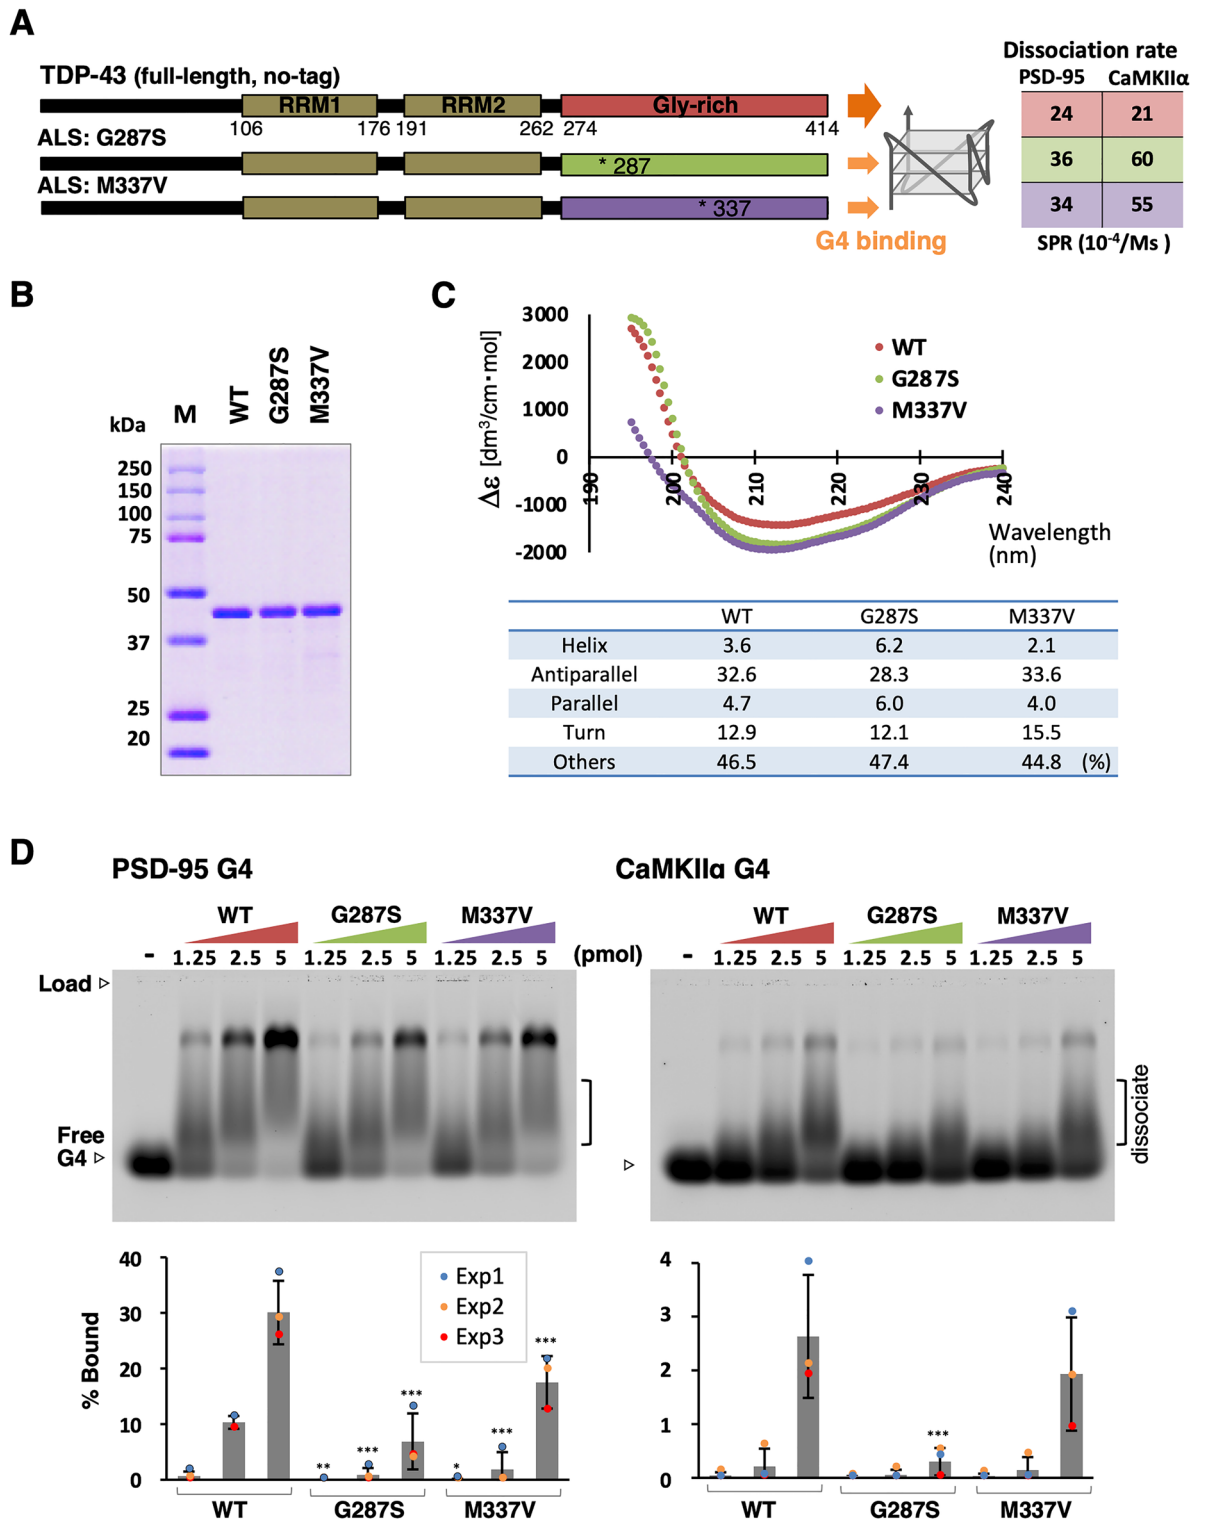 A
TDP-43 (full-length, no-tag)
RRM1 RRM2 Gly-rich
106 176 191 262 274 414
ALS: G287S
* 287
ALS: M337V
* 337
G4 binding
Dissociation rate
PSD-95 CaMKIIα
24 21
36 60
34 55
SPR (10-4/Ms )
B
kDa M WT G287S M337V
250
150
100
75
50
37
25
20
C
Δε [dm3/cm・mol]
3000
2000
1000
0
-1000
-2000
190 200 210 220 230 240
Wavelength
(nm)
WT
G287S
M337V
WT G287S M337V
Helix 3.6 6.2 2.1
Antiparallel 32.6 28.3 33.6
Parallel 4.7 6.0 4.0
Turn 12.9 12.1 15.5
Others 46.5 47.4 44.8 (%)
D
PSD-95 G4
WT G287S M337V
- 1.25 2.5 5 1.25 2.5 5 1.25 2.5 5 (pmol)
Load
Free
G4
CaMKIIα G4
WT G287S M337V
- 1.25 2.5 5 1.25 2.5 5 1.25 2.5 5
dissociate
% Bound
40
30
20
10
0
Exp1
Exp2
Exp3
** *** *** * *** ***
WT G287S M337V
4
3
2
1
0
***
WT G287S M337V